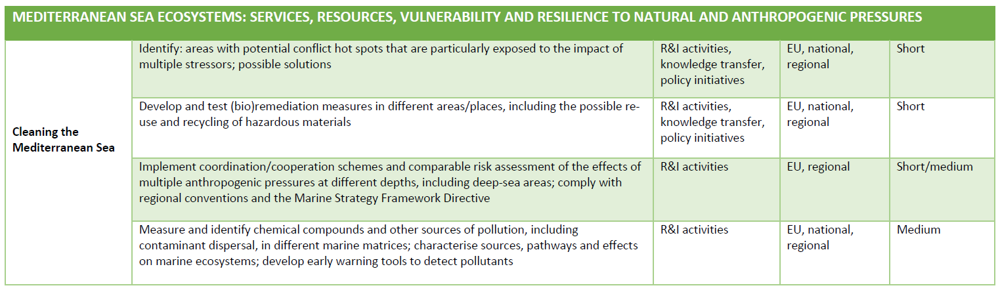 MEDITERRANEAN SEA ECOSYSTEMS: SERVICES, RESOURCES, VULNERABILITY AND RESILIENCE TO NATURAL AND ANTHROPOGENIC PRESSURES
Cleaning the
Mediterranean Sea
Identify: areas with potential conflict hot spots that are particularly exposed to the impact of
multiple stressors; possible solutions
R&I activities,
knowledge transfer,
policy initiatives
EU, national,
regional
Short
Develop and test (bio)remediation measures in different areas/places, including the possible re-
use and recycling of hazardous materials
R&I activities,
knowledge transfer,
policy initiatives
EU, national,
regional
Short
Implement coordination/cooperation schemes and comparable risk assessment of the effects of
multiple anthropogenic pressures at different depths, including deep-sea areas; comply with
regional conventions and the Marine Strategy Framework Directive
R&I activities
EU, regional
Short/medium
Measure and identify chemical compounds and other sources of pollution, including
contaminant dispersal, in different marine matrices; characterise sources, pathways and effects
on marine ecosystems; develop early warning tools to detect pollutants
R&I activities
EU, national,
regional
Medium